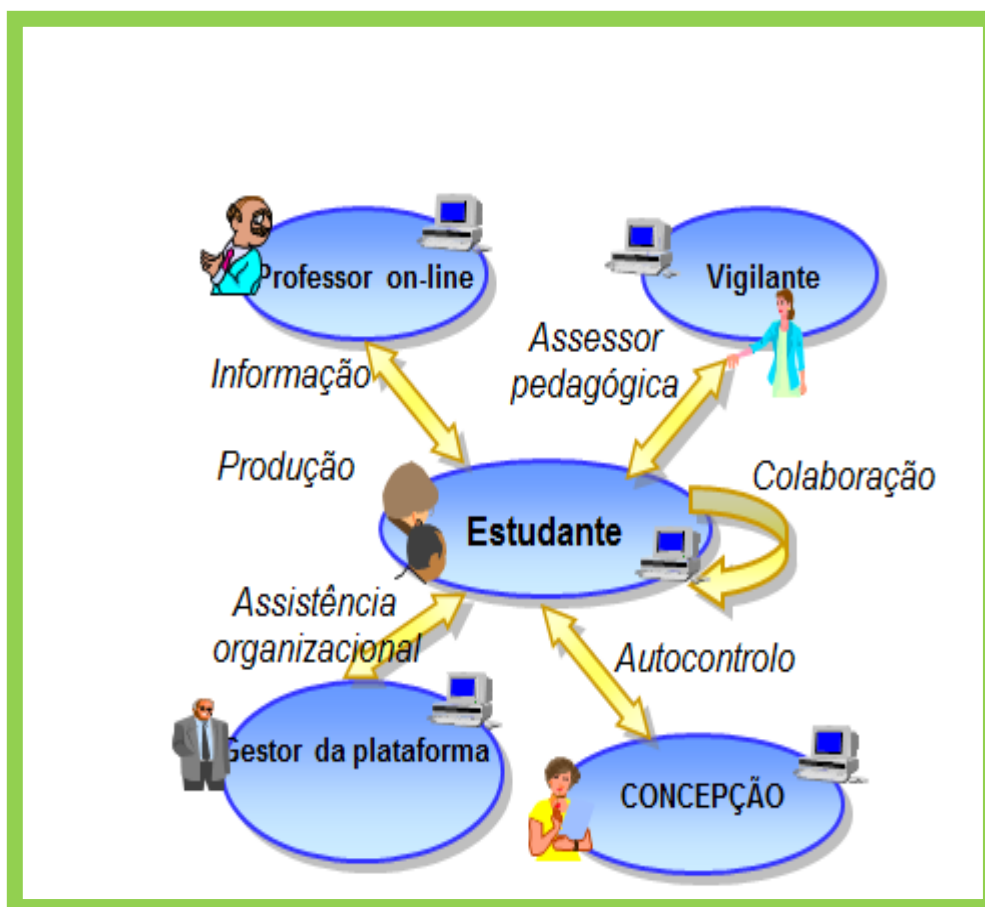 Professor on-line
Vigilante
Informação
Assessor
pedagógica
Produção
Colaboração
Estudante
Assistência
organizacional
Autocontrolo
Gestor da plataforma
CONCEPÇÃO